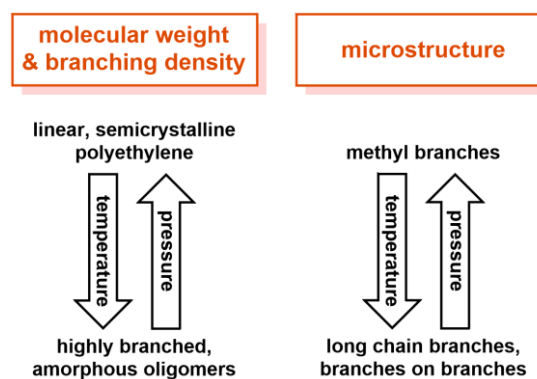 molecular weight
& branching density
microstructure
linear, semicrystalline
polyethylene
methyl branches
temperature
pressure
temperature
pressure
highly branched,
amorphous oligomers
long chain branches,
branches on branches